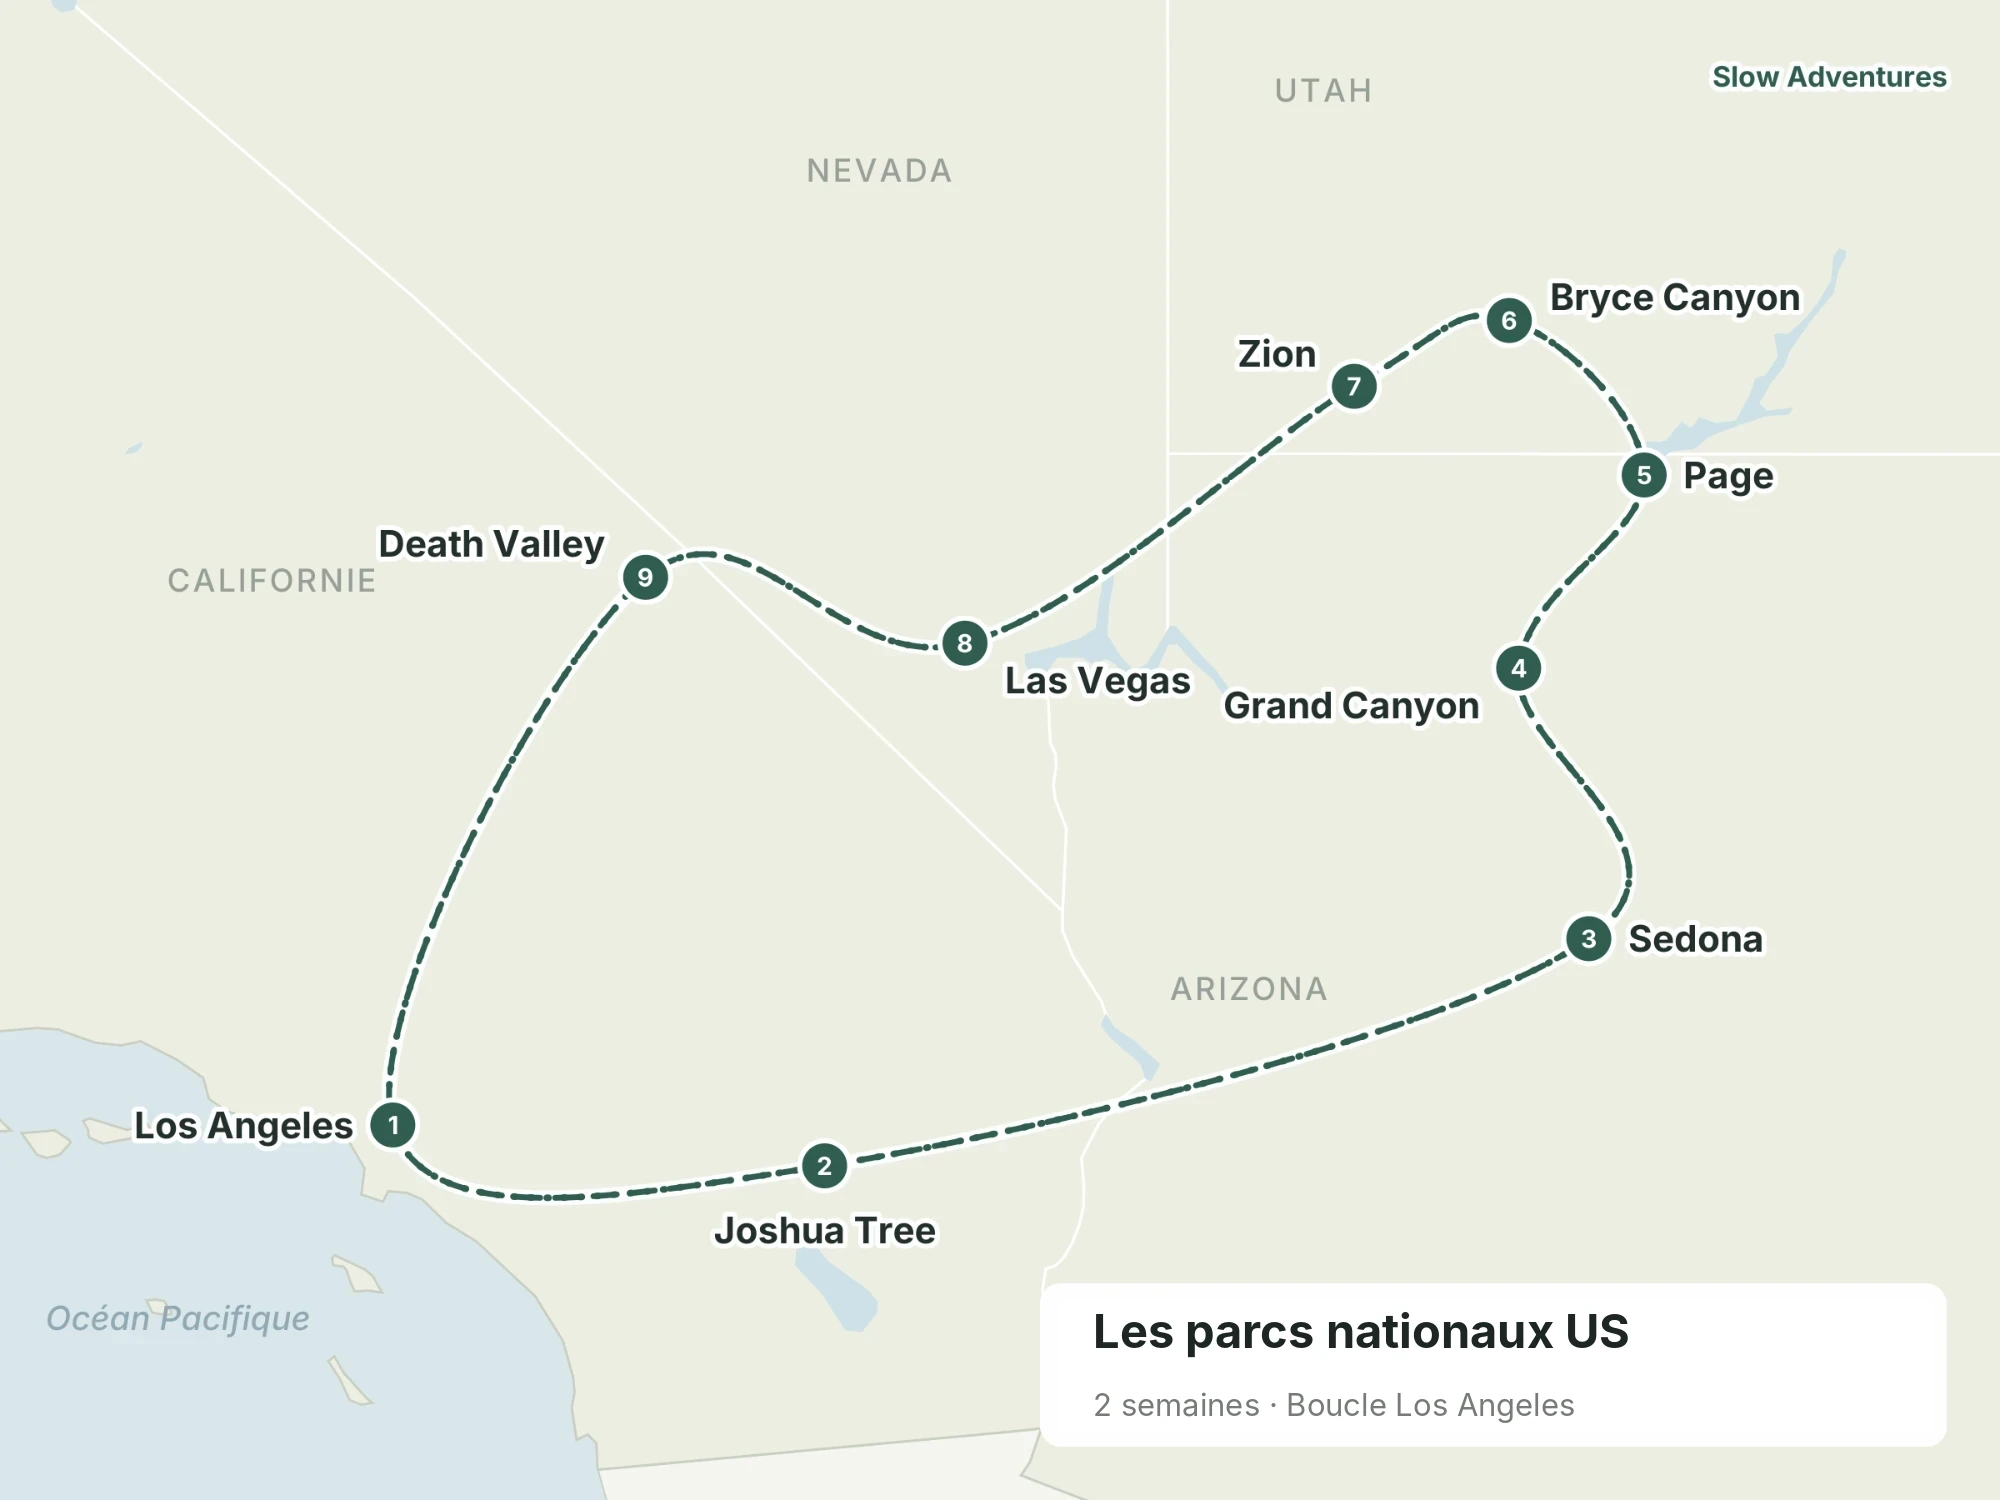 UTAH
Slow Adventures
NEVADA
Bryce Canyon
6
Zion
7
5
Page
Death Valley
9
CALIFORNIE
8
Las Vegas
4
Grand Canyon
3
Sedona
ARIZONA
Los Angeles
1
2
Joshua Tree
Océan Pacifique
Les parcs nationaux US
2 semaines · Boucle Los Angeles